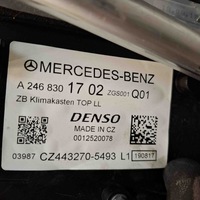 MERCEDES-BENZ
A 246 830 17 02 ZGS001 Q01
ZB Klimakasten TOP LL
DENSO
MADE IN CZ
0012520078
03987 CZ443270-5493 L1 190817